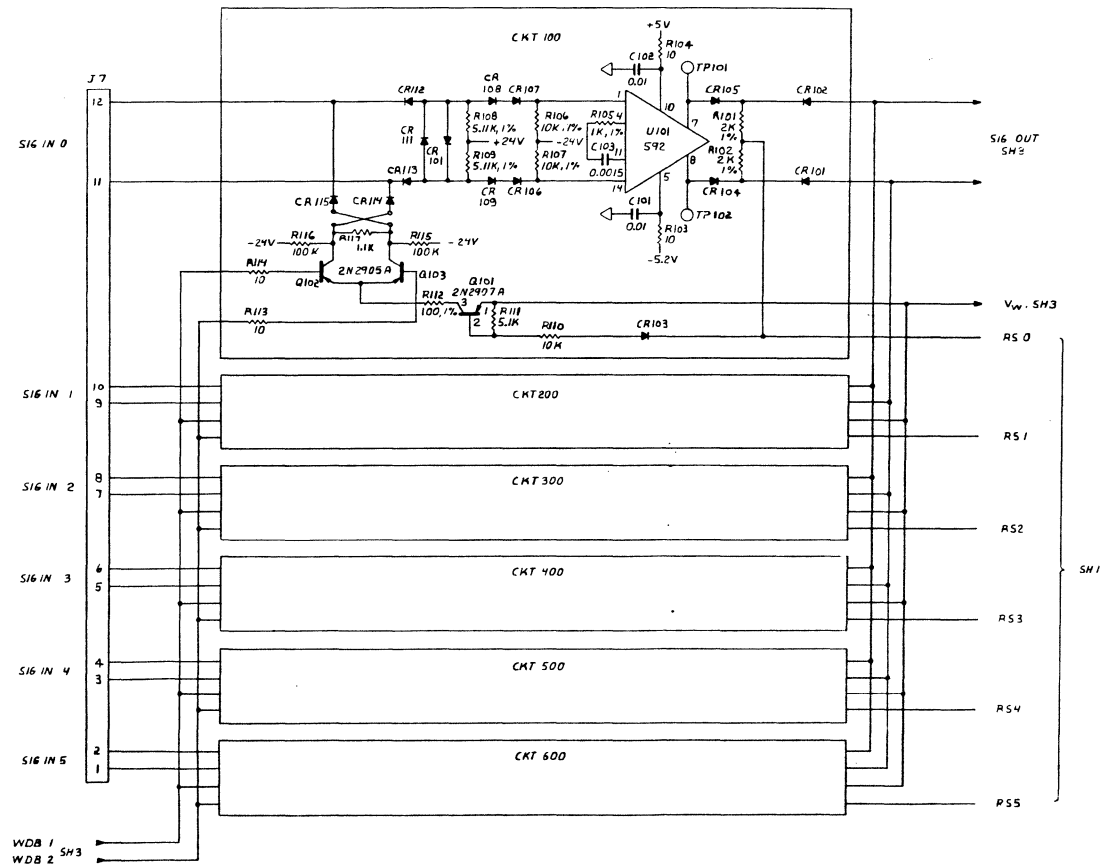 CKT 100
J7
12
SIG IN 0
11
+5V
R104
10
C102
0.01
TP101
CR112
CR
108
CR107
CR105
CR102
1
10
7
R108
5.11K, 1%
R106
10K, 1%
R105
1K, 1%
4
U101
592
R101
2K
1%
CR
111
CR
101
+24V
-24V
R109
5.11K, 1%
R107
10K, 1%
C103
0.0015
11
R102
2K
1%
8
SIG OUT
CR113
CR
109
CR106
14
5
CR104
CR101
CR115
CR114
C101
0.01
R103
10
-5.2V
TP102
-24V
R116
100K
R117
1.1K
R115
100K
-24V
R114
10
Q102
2N2905A
Q103
Q101
2N2907A
R113
10
R112
100, 1%
3
1
2
R111
5.1K
R110
10K
CR103
VW. SH3
RS 0
SIG IN 1
10
9
CKT200
RS1
SIG IN 2
8
7
CKT 300
RS2
SIG IN 3
6
5
CKT 400
SH1
RS3
SIG IN 4
4
3
CKT 500
RS4
SIG IN 5
2
1
CKT 600
RS5
WDB 1
WDB 2
SH3